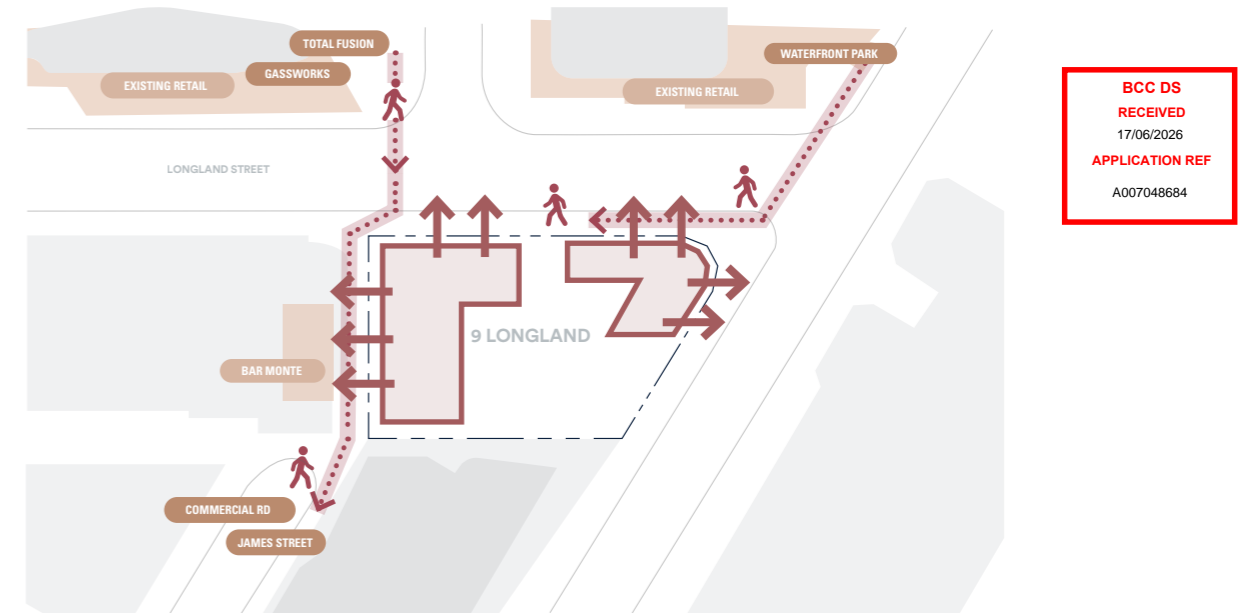 TOTAL FUSION
GASSWORKS
EXISTING RETAIL
WATERFRONT PARK
EXISTING RETAIL
BCC DS
RECEIVED
17/06/2026
APPLICATION REF
A007048684
LONGLAND STREET
9 LONGLAND
BAR MONTE
COMMERCIAL RD
JAMES STREET